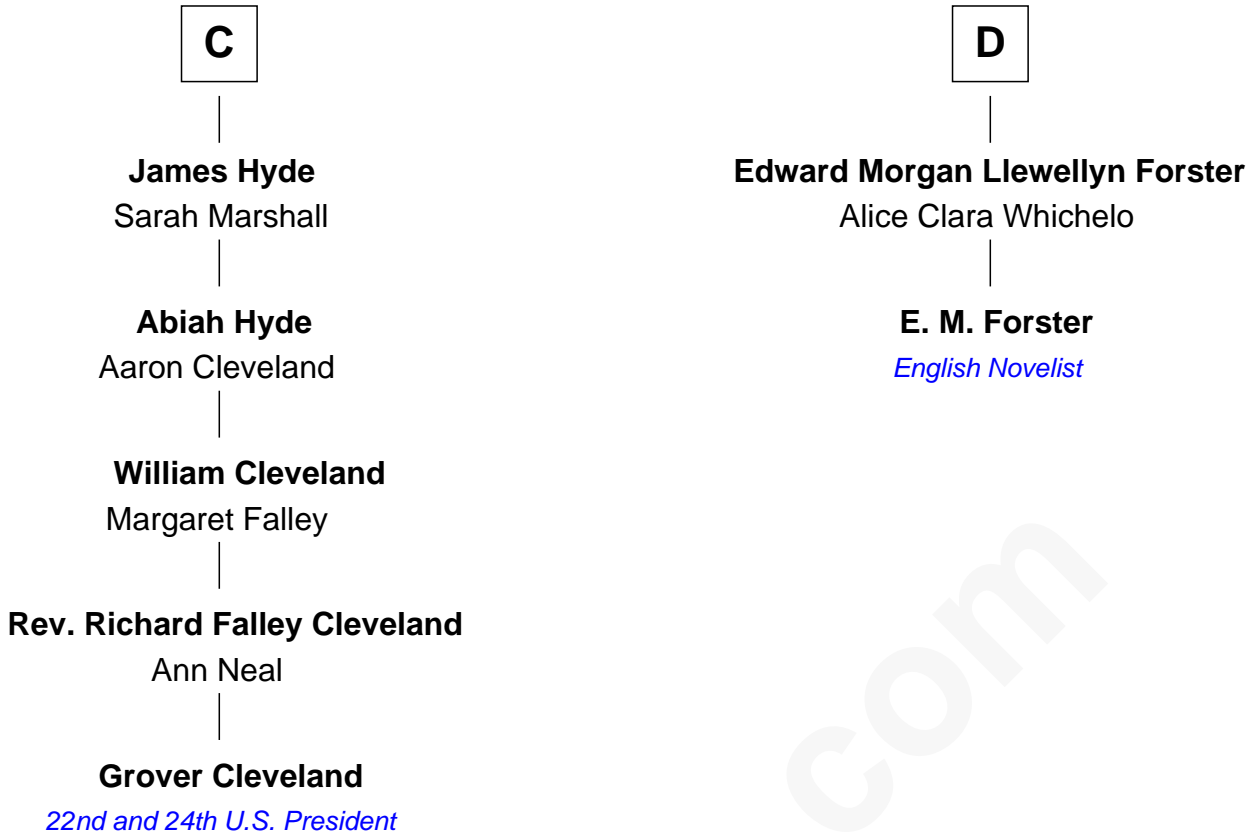 C
James Hyde
Sarah Marshall
Abiah Hyde
Aaron Cleveland
William Cleveland
Margaret Falley
Rev. Richard Falley Cleveland
Ann Neal
Grover Cleveland
22nd and 24th U.S. President
D
Edward Morgan Llewellyn Forster
Alice Clara Whichelo
E. M. Forster
English Novelist
com